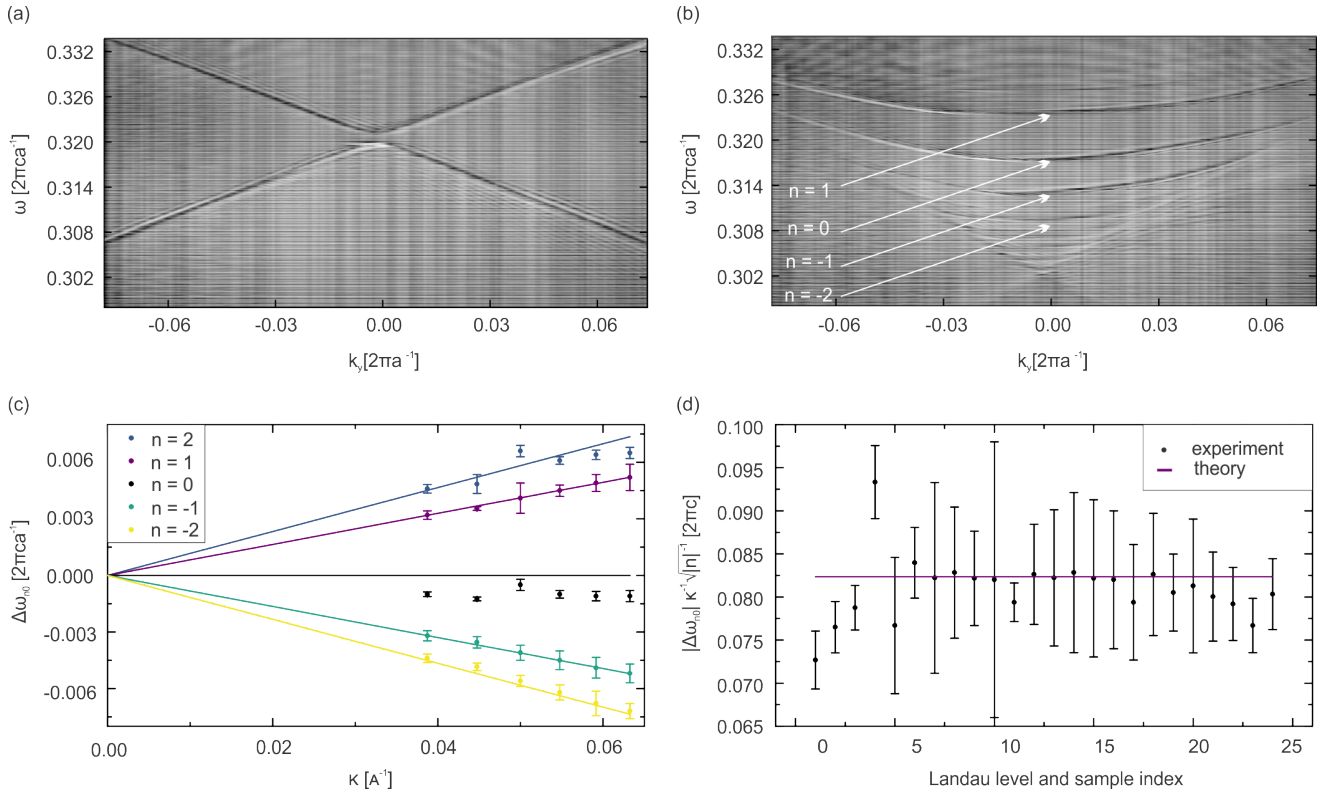 (a)
0.332
0.326
0.320
0.314
0.308
0.302
ω [2πca⁻¹]
-0.06
-0.03
0.00
0.03
0.06
k_y[2πa⁻¹]
(b)
0.332
0.326
0.320
0.314
0.308
0.302
ω [2πca⁻¹]
n = 1
n = 0
n = -1
n = -2
-0.06
-0.03
0.00
0.03
0.06
k_y[2πa⁻¹]
(c)
n = 2
n = 1
n = 0
n = -1
n = -2
0.006
0.003
0.000
-0.003
-0.006
Δω_n0 [2πca⁻¹]
0.00
0.02
0.04
0.06
κ [A⁻¹]
(d)
experiment
theory
0.100
0.095
0.090
0.085
0.080
0.075
0.070
0.065
|Δω_n0| κ⁻¹√|n|⁻¹ [2πc]
0
5
10
15
20
25
Landau level and sample index